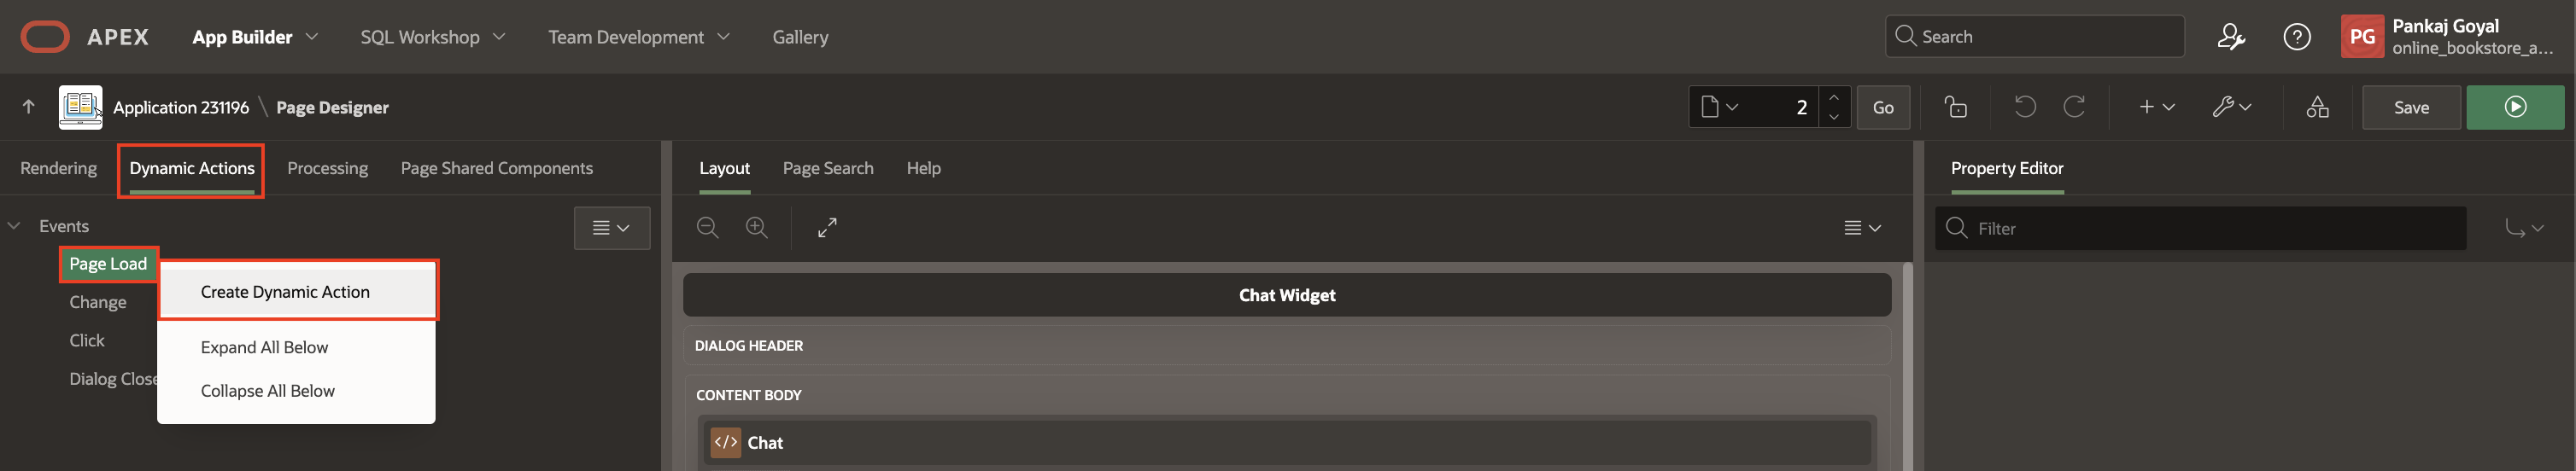 APEX App Builder SQL Workshop Team Development Gallery Search PG Pankaj Goyal
online_bookstore_a...
Application 231196 \ Page Designer 2 Go Save
Rendering Dynamic Actions Processing Page Shared Components
Layout Page Search Help
Property Editor
Events
Filter
Page Load
Create Dynamic Action
Change
Expand All Below
Click
Collapse All Below
Dialog Close
Chat Widget
DIALOG HEADER
CONTENT BODY
</> Chat